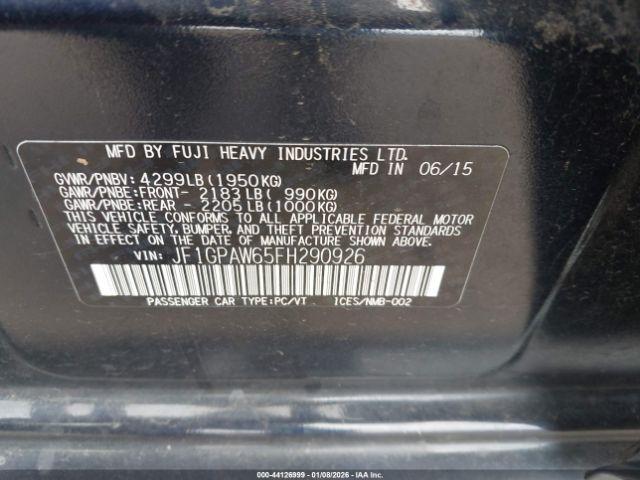 MFD BY FUJI HEAVY INDUSTRIES LTD.
MFD IN 06/15
GVWR/PNBV: 4299LB(1950KG)
GAWR/PNBE:FRONT- 2183LB( 990KG)
GAWR/PNBE:REAR - 2205LB(1000KG)
THIS VEHICLE CONFORMS TO ALL APPLICABLE FEDERAL MOTOR
VEHICLE SAFETY, BUMPER, AND THEFT PREVENTION STANDARDS
IN EFFECT ON THE DATE OF MANUFACTURE SHOWN ABOVE.
VIN: JF1GPAW65FH290926
PASSENGER CAR TYPE:PC/VT ICES/NMB-002
000-44126999 | 01/08/2026 | COPYRIGHT IAA, LLC.